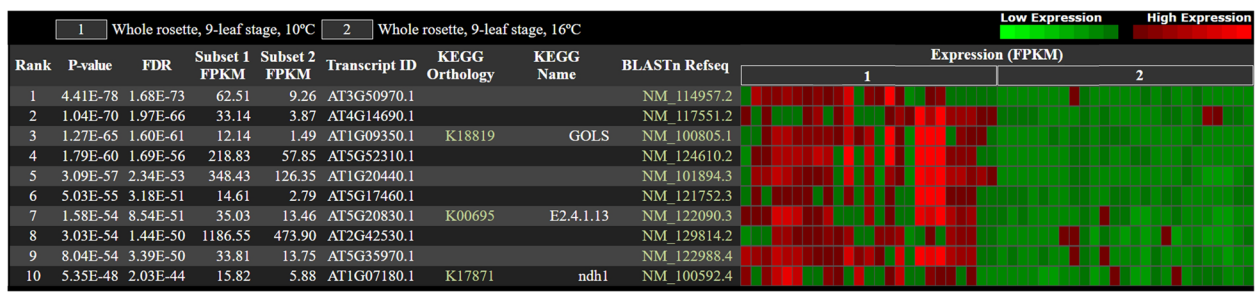 Low Expression High Expression
1 Whole rosette, 9-leaf stage, 10ºC 2 Whole rosette, 9-leaf stage, 16ºC
Rank P-value FDR Subset 1 FPKM Subset 2 FPKM Transcript ID KEGG Orthology KEGG Name BLASTn Refseq Expression (FPKM)
1 2
1 4.41E-78 1.68E-73 62.51 9.26 AT3G50970.1 NM_114957.2
2 1.04E-70 1.97E-66 33.14 3.87 AT4G14690.1 NM_117551.2
3 1.27E-65 1.60E-61 12.14 1.49 AT1G09350.1 K18819 GOLS NM_100805.1
4 1.79E-60 1.69E-56 218.83 57.85 AT5G52310.1 NM_124610.2
5 3.09E-57 2.34E-53 348.43 126.35 AT1G20440.1 NM_101894.3
6 5.03E-55 3.18E-51 14.61 2.79 AT5G17460.1 NM_121752.3
7 1.58E-54 8.54E-51 35.03 13.46 AT5G20830.1 K00695 E2.4.1.13 NM_122090.3
8 3.03E-54 1.44E-50 1186.55 473.90 AT2G42530.1 NM_129814.2
9 8.04E-54 3.39E-50 33.81 13.75 AT5G35970.1 NM_122988.4
10 5.35E-48 2.03E-44 15.82 5.88 AT1G07180.1 K17871 ndh1 NM_100592.4